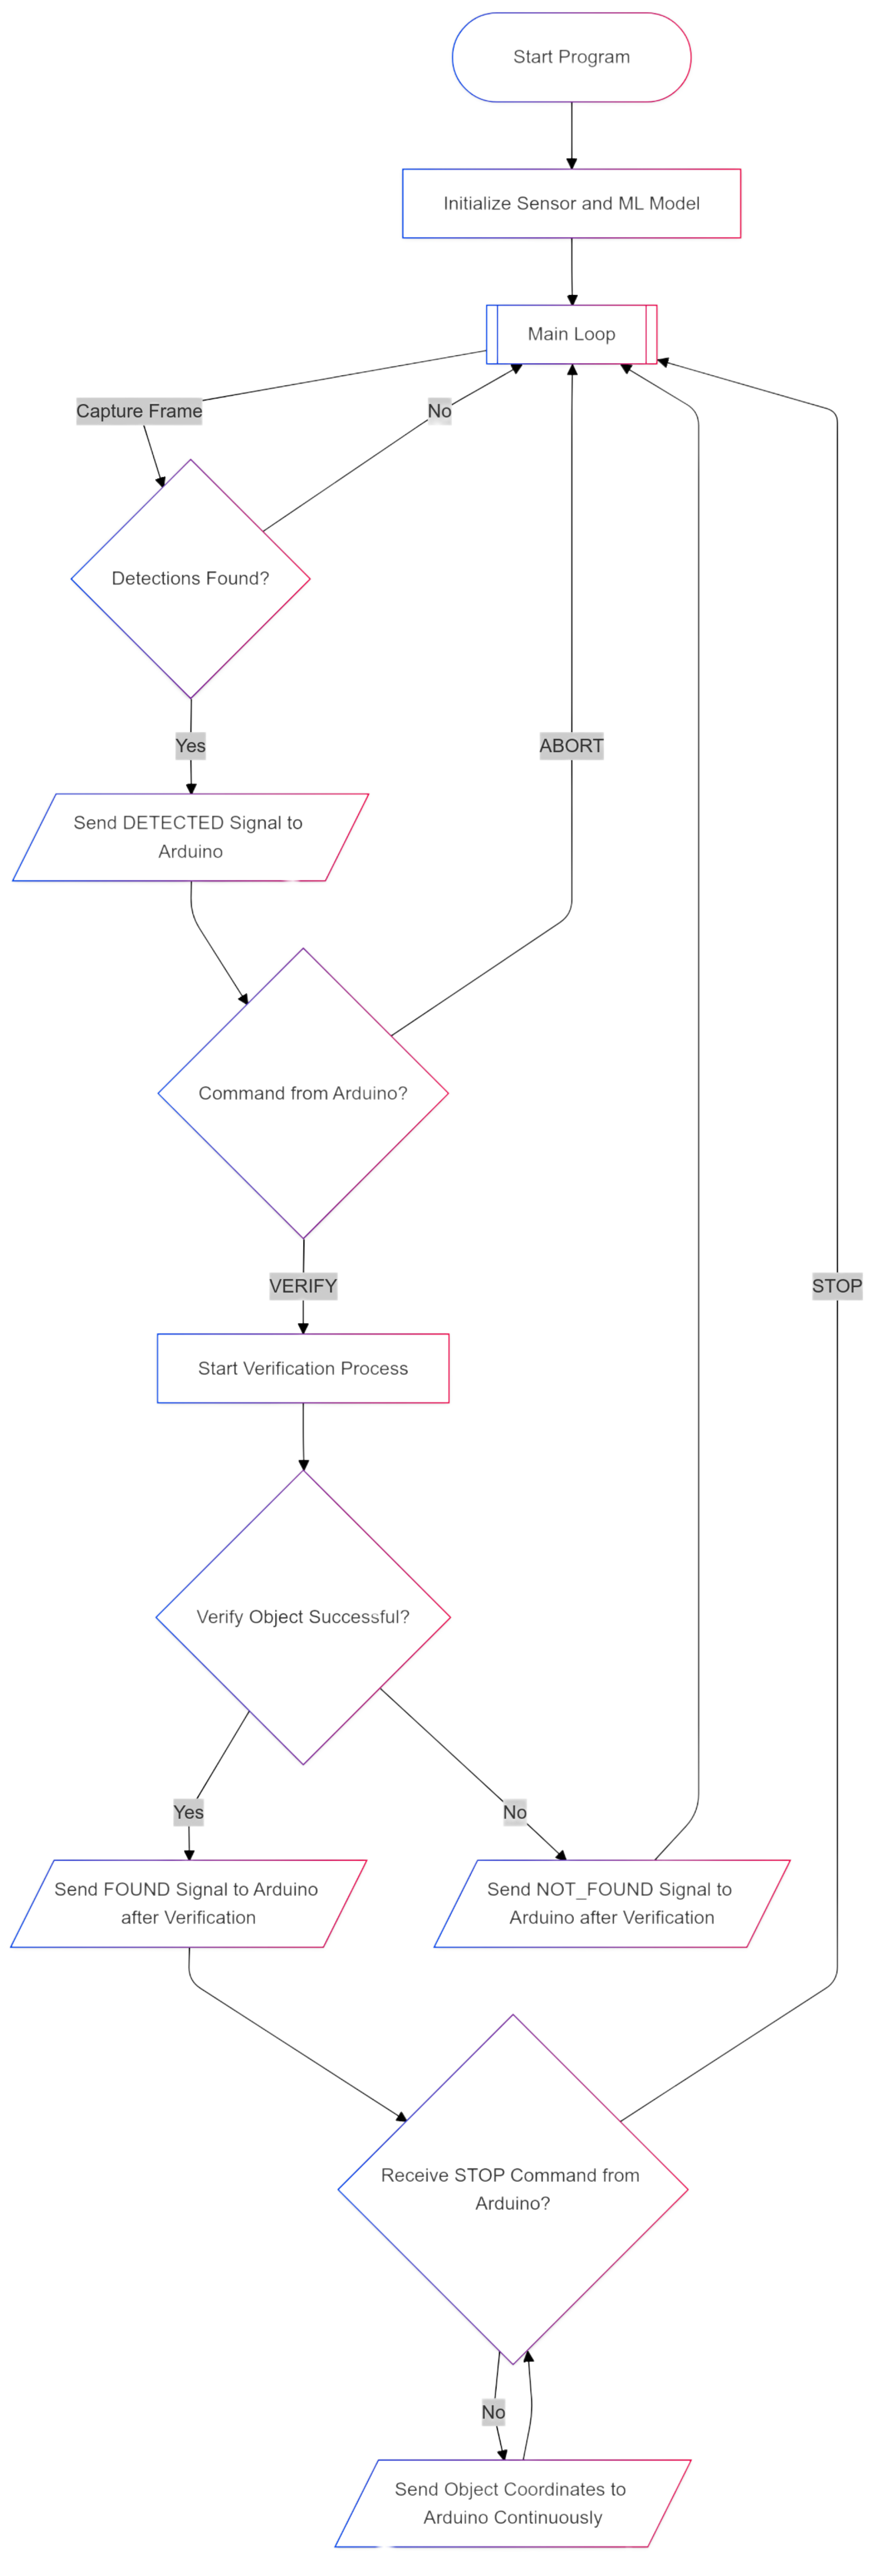 Start Program
Initialize Sensor and ML Model
Main Loop
Capture Frame
No
Detections Found?
Yes
ABORT
Send DETECTED Signal to
Arduino
Command from Arduino?
VERIFY
STOP
Start Verification Process
Verify Object Successful?
Yes
No
Send FOUND Signal to Arduino
after Verification
Send NOT_FOUND Signal to
Arduino after Verification
Receive STOP Command from
Arduino?
No
Send Object Coordinates to
Arduino Continuously